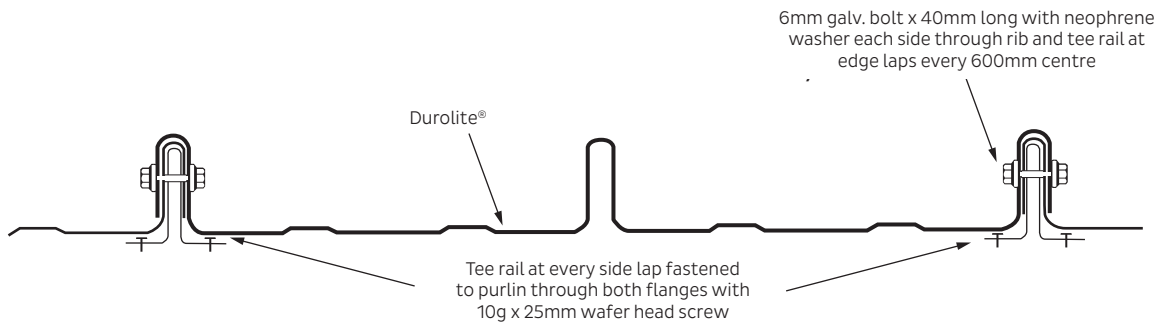 6mm galv. bolt x 40mm long with neophrene
washer each side through rib and tee rail at
edge laps every 600mm centre
Durolite®
Tee rail at every side lap fastened
to purlin through both flanges with
10g x 25mm wafer head screw